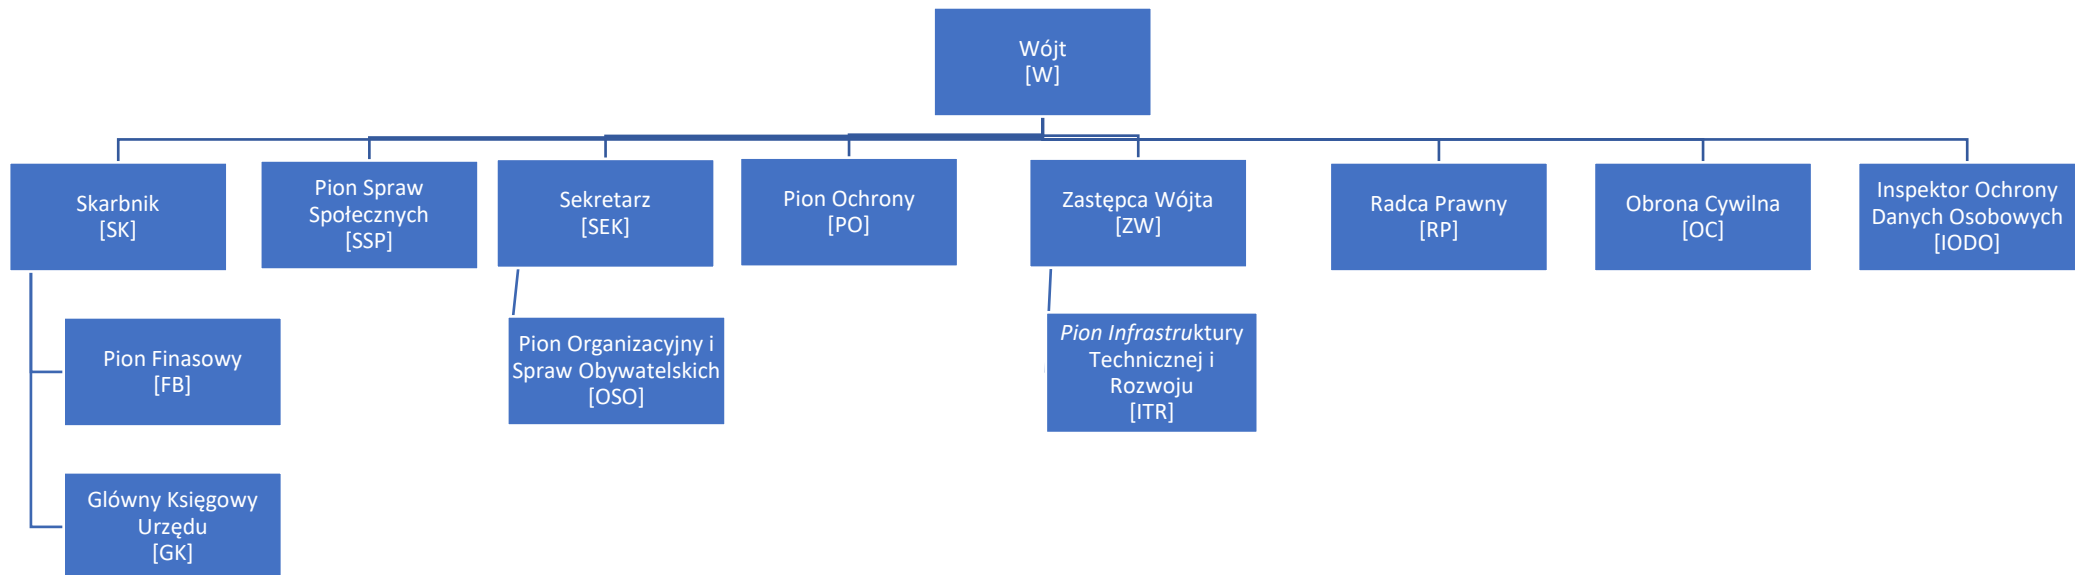 Wójt
[W]
Skarbnik
[SK]
Pion Spraw
Społecznych
[SSP]
Sekretarz
[SEK]
Pion Ochrony
[PO]
Zastępca Wójta
[ZW]
Radca Prawny
[RP]
Obrona Cywilna
[OC]
Inspektor Ochrony
Danych Osobowych
[IODO]
Pion Finasowy
[FB]
Pion Organizacyjny i
Spraw Obywatelskich
[OSO]
Pion Infrastruktury
Technicznej i
Rozwoju
[ITR]
Glówny Księgowy
Urzędu
[GK]